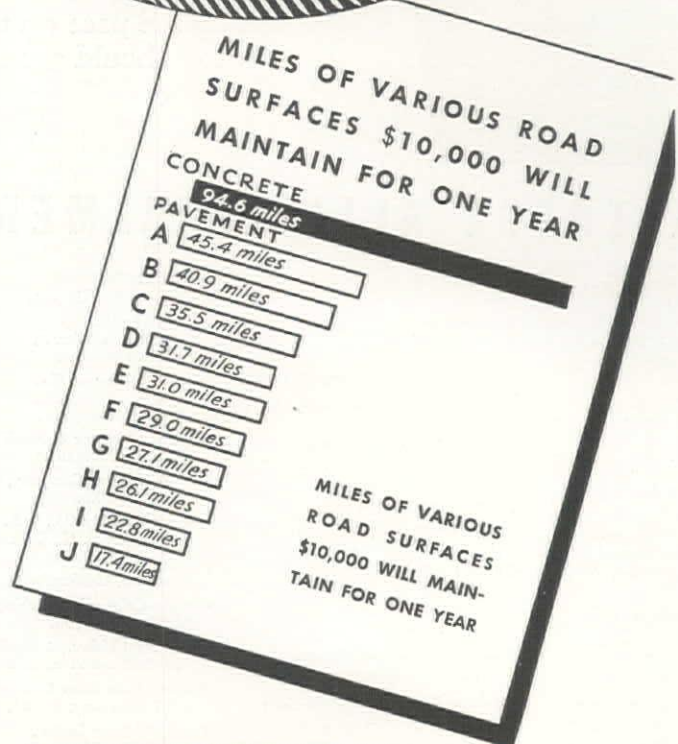 MILES OF VARIOUS ROAD
SURFACES $10,000 WILL
MAINTAIN FOR ONE YEAR
CONCRETE
94.6 miles
PAVEMENT
A 45.4 miles
B 40.9 miles
C 35.5 miles
D 31.7 miles
E 31.0 miles
F 29.0 miles
G 27.1 miles
H 26.1 miles
I 22.8 miles
J 17.4 miles
MILES OF VARIOUS
ROAD SURFACES
$10,000 WILL MAIN-
TAIN FOR ONE YEAR